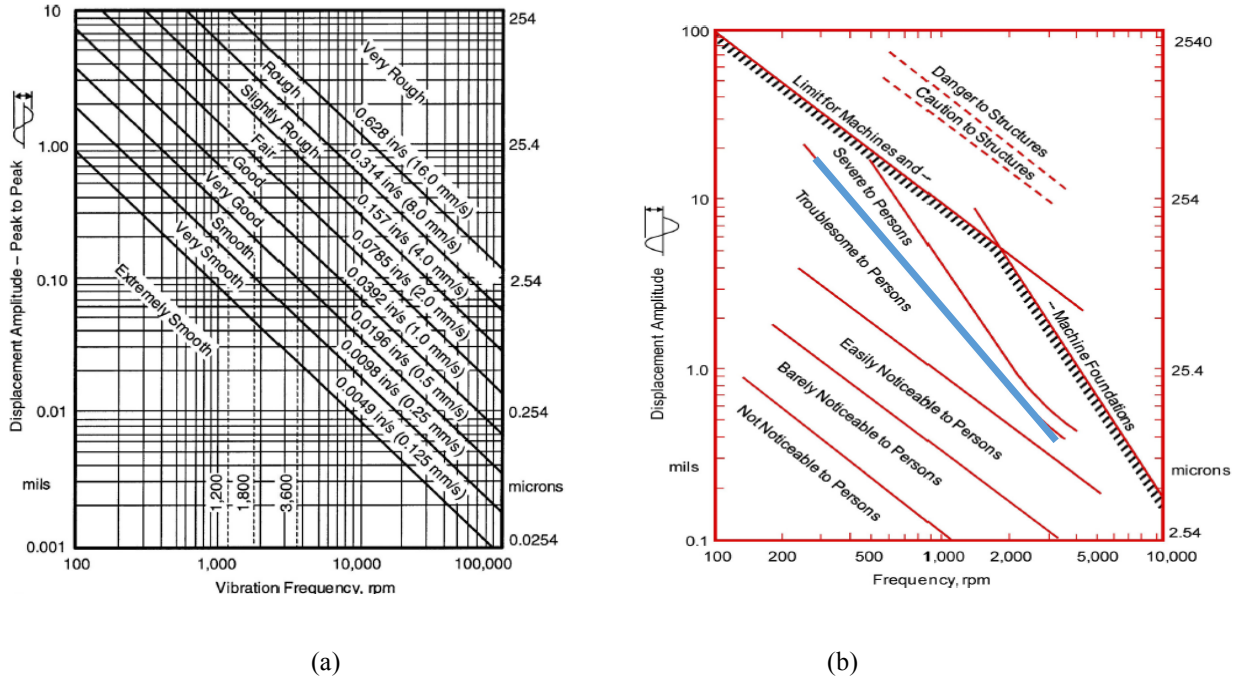 10
1.00
0.10
0.01
0.001
mils
Displacement Amplitude – Peak to Peak
254
25.4
2.54
0.254
0.0254
microns
Very Rough
Rough
Slightly Rough
Fair
Good
Very Good
Smooth
Very Smooth
Extremely Smooth
0.628 in/s (16.0 mm/s)
0.314 in/s (8.0 mm/s)
0.157 in/s (4.0 mm/s)
0.0785 in/s (2.0 mm/s)
0.0392 in/s (1.0 mm/s)
0.0196 in/s (0.5 mm/s)
0.0098 in/s (0.25 mm/s)
0.0049 in/s (0.125 mm/s)
1,200
1,800
3,600
100
1,000
10,000
100,000
Vibration Frequency, rpm
(a)
100
10
1.0
0.1
mils
Displacement Amplitude
2540
254
25.4
2.54
microns
Danger to Structures
Caution to Structures
Limit for Machines and –
– Machine Foundations
Severe to Persons
Troublesome to Persons
Easily Noticeable to Persons
Barely Noticeable to Persons
Not Noticeable to Persons
100
200
500
1,000
2,000
5,000
10,000
Frequency, rpm
(b)